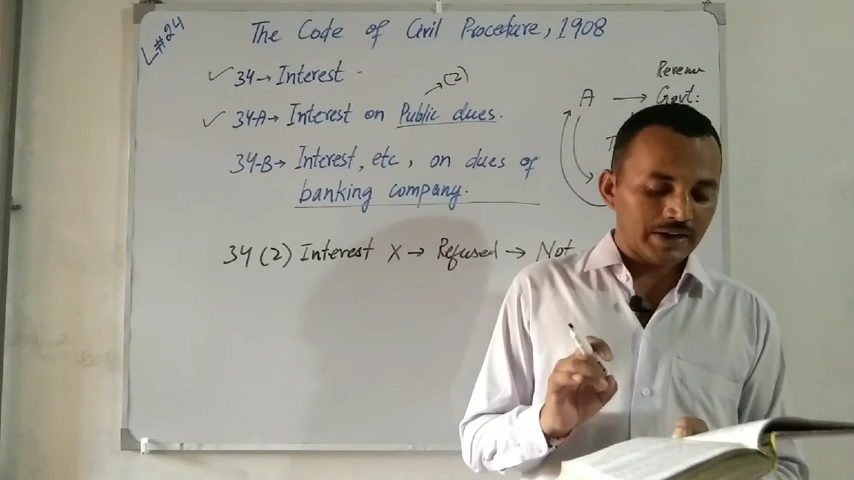 L#24
The Code of Civil Procedure, 1908
✓ 34→ Interest -
(2)
✓ 34-A→ Interest on Public dues.
34-B→ Interest, etc, on dues of
banking company.
34(2) Interest X → Refused → Not
Revenue
A → Govt:
T